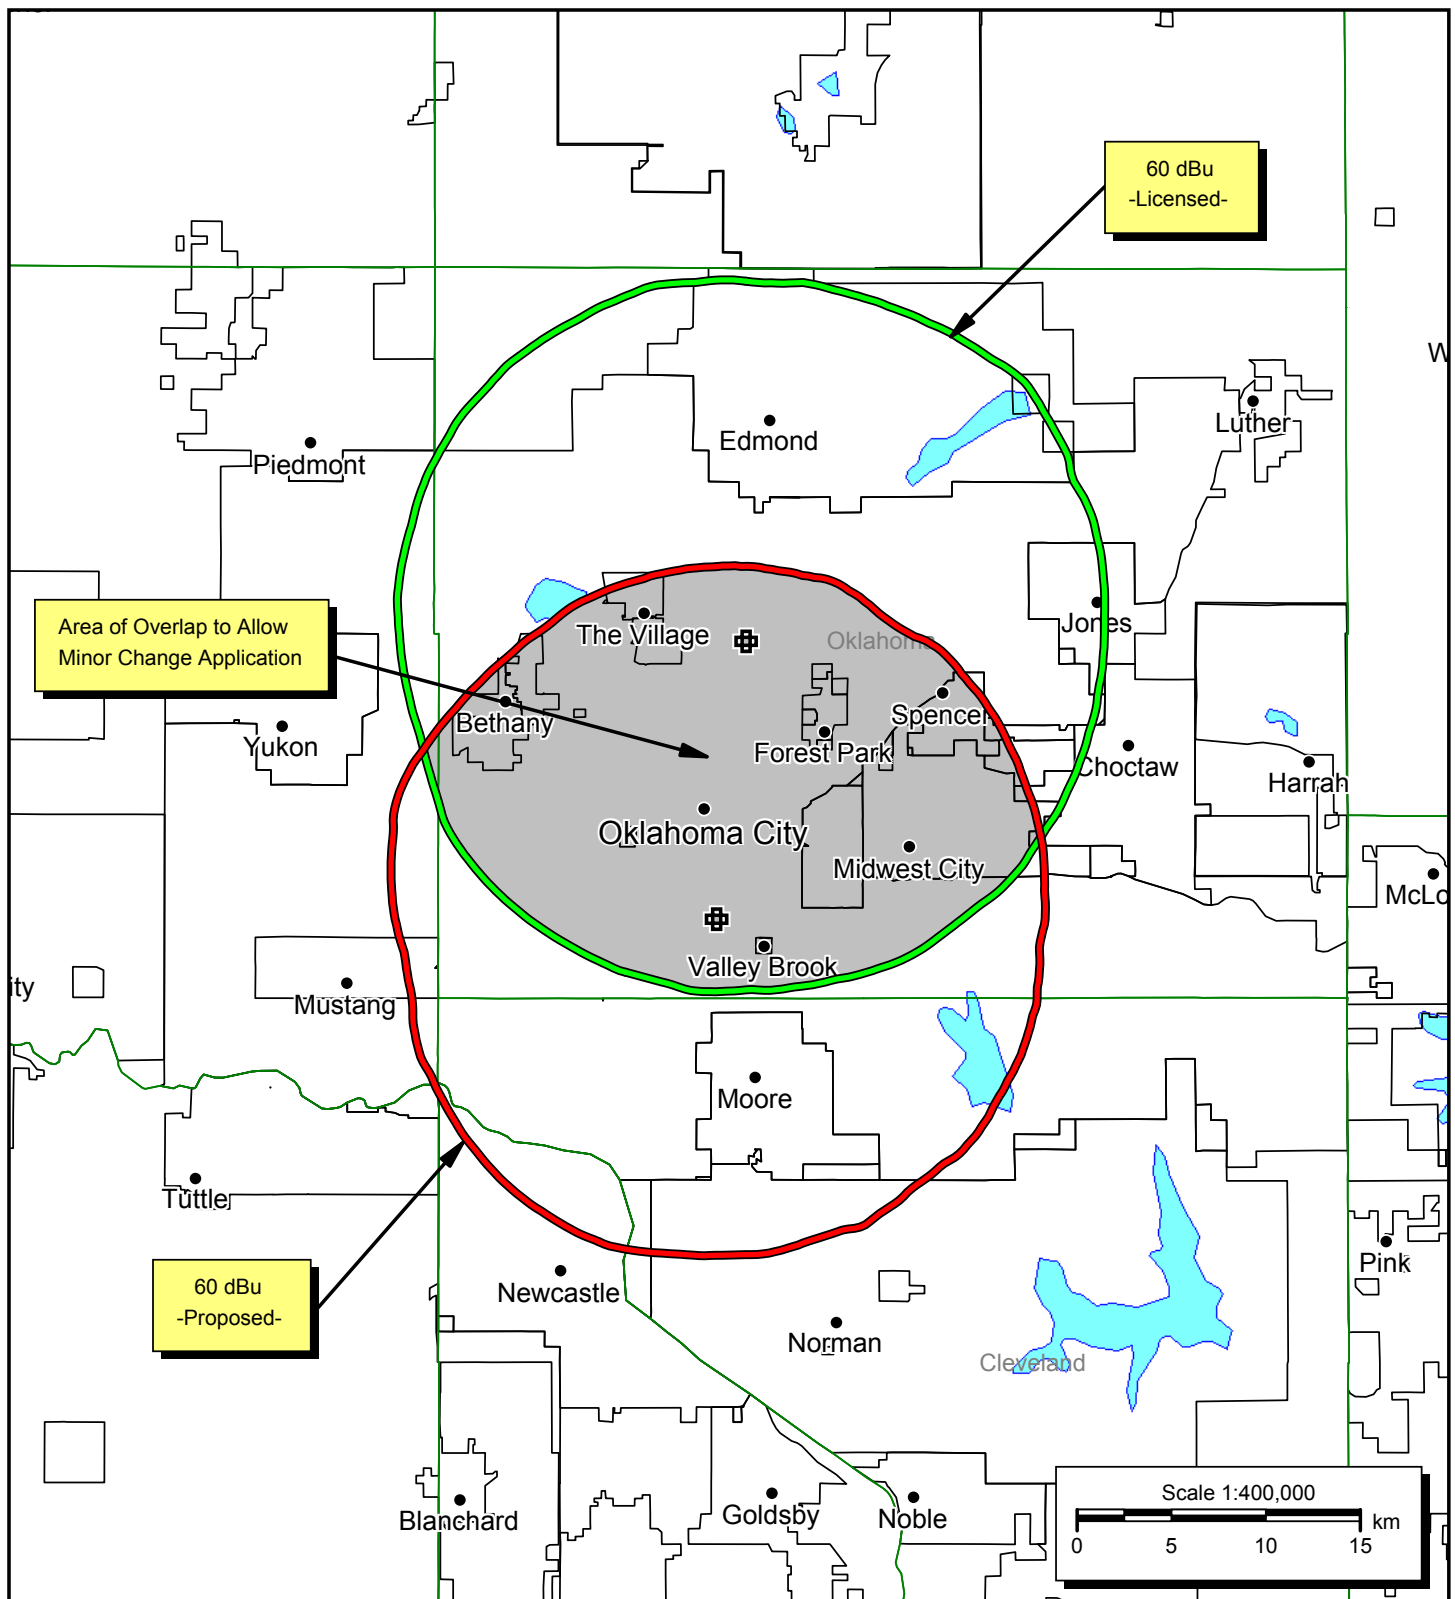 60 dBu
-Licensed-
W
Luther
Edmond
Piedmont
Area of Overlap to Allow
Minor Change Application
The Village
Oklahoma
Jones
Bethany
Spencer
Yukon
Forest Park
Choctaw
Harrah
Oklahoma City
Midwest City
McLo
Valley Brook
ity
Mustang
Moore
Tuttle
60 dBu
-Proposed-
Newcastle
Pink
Norman
Cleveland
Scale 1:400,000
km
0 5 10 15
Blanchard
Goldsby
Noble